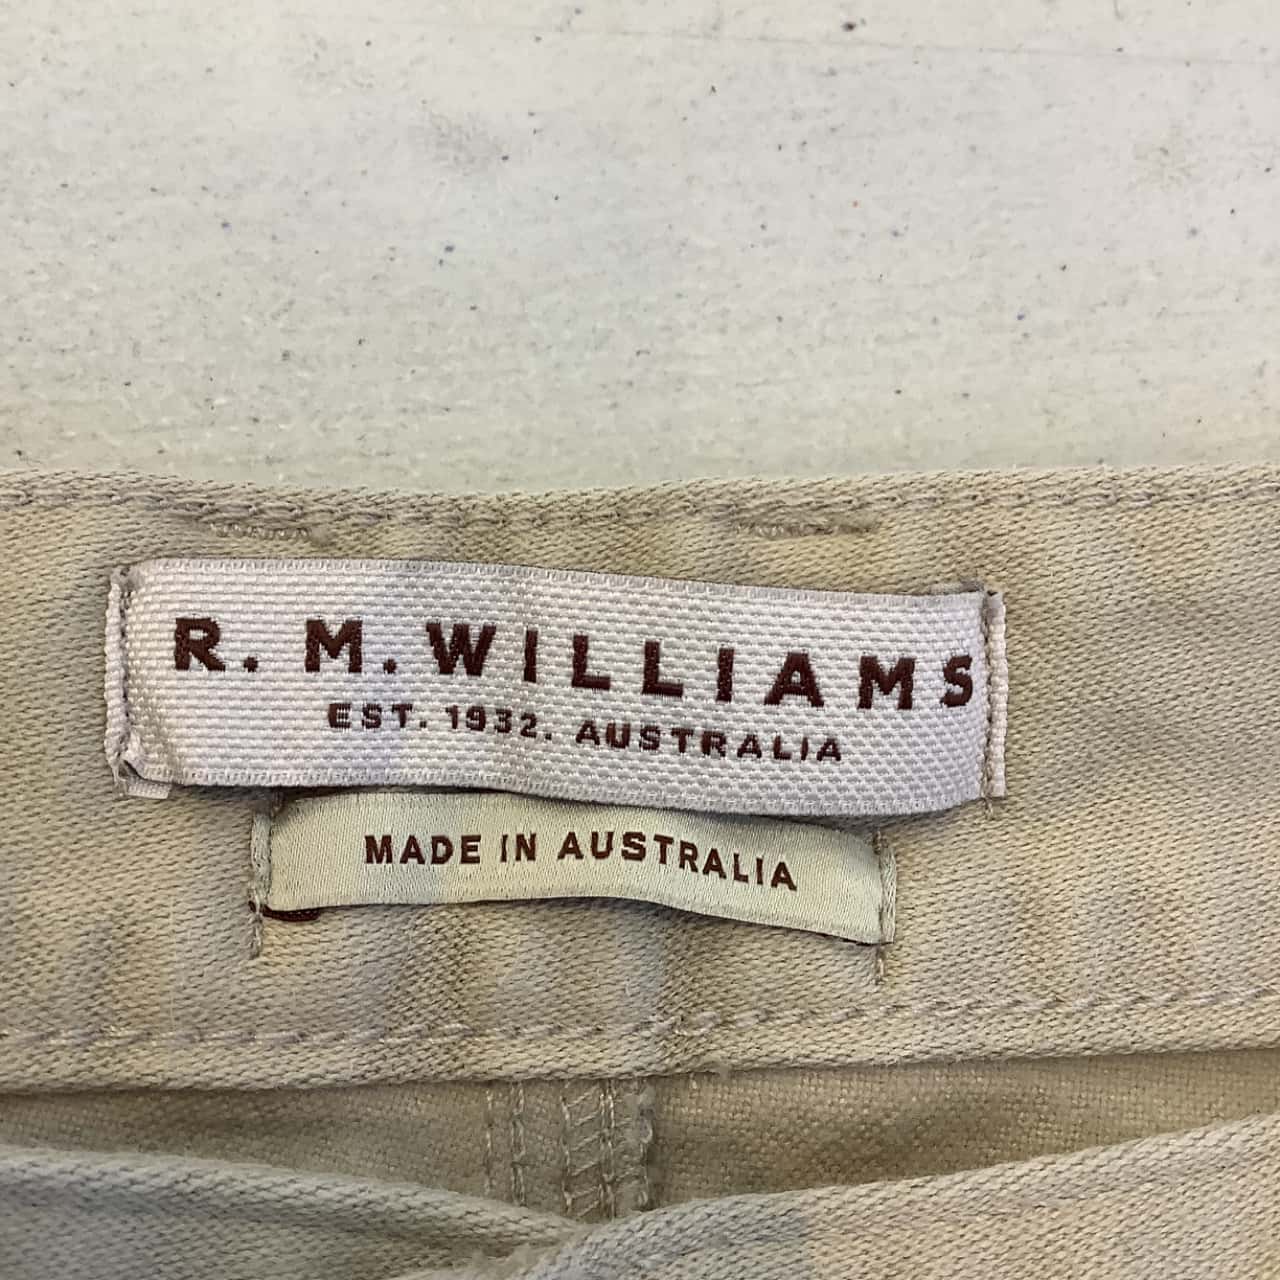 R. M. WILLIAMS
EST. 1932. AUSTRALIA
MADE IN AUSTRALIA